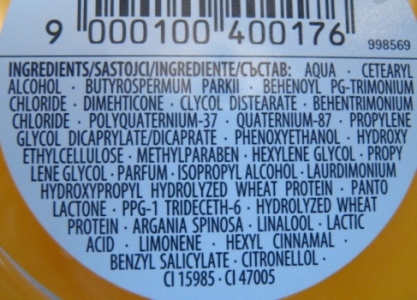 9 000100 400176
998569
INGREDIENTS/SASTOJCI/INGREDIENTE/СЪСТАВ: AQUA · CETEARYL
ALCOHOL · BUTYROSPERMUM PARKII · BEHENOYL PG-TRIMONIUM
CHLORIDE · DIMEHTICONE · CLYCOL DISTEARATE · BEHENTRIMONIUM
CHLORIDE · POLYQUATERNIUM-37 · QUATERNIUM-87 · PROPYLENE
GLYCOL DICAPRYLATE/DICAPRATE · PHENOXYETHANOL · HYDROXY
ETHYLCELLULOSE · METHYLPARABEN · HEXYLENE GLYCOL · PROPY
LENE GLYCOL · PARFUM · ISOPROPYL ALCOHOL · LAURDIMONIUM
HYDROXYPROPYL HYDROLYZED WHEAT PROTEIN · PANTO
LACTONE · PPG-1 TRIDECETH-6 · HYDROLYZED WHEAT
PROTEIN · ARGANIA SPINOSA · LINALOOL · LACTIC
ACID · LIMONENE · HEXYL CINNAMAL ·
BENZYL SALICYLATE · CITRONELLOL ·
CI 15985 · CI 47005